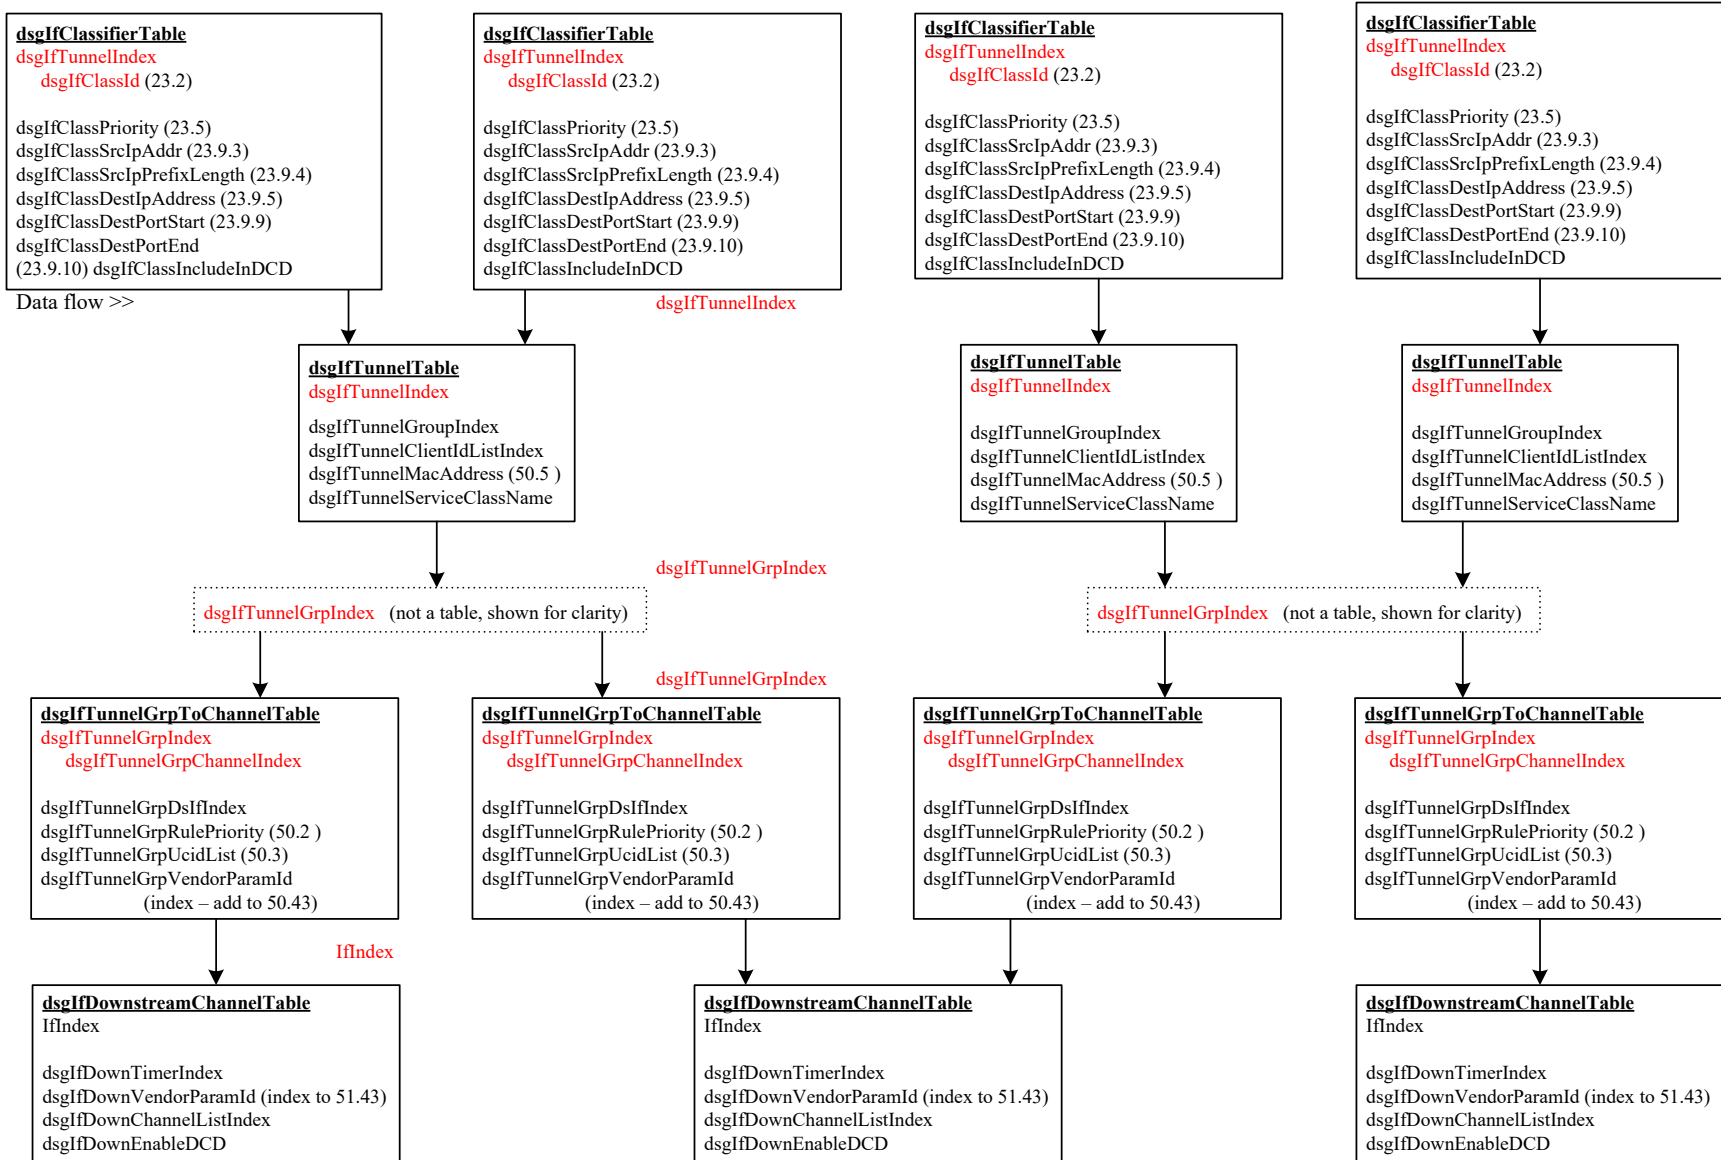 dsgIfClassifierTable
dsgIfTunnelIndex
dsgIfClassId (23.2)
dsgIfClassPriority (23.5)
dsgIfClassSrcIpAddr (23.9.3)
dsgIfClassSrcIpPrefixLength (23.9.4)
dsgIfClassDestIpAddress (23.9.5)
dsgIfClassDestPortStart (23.9.9)
dsgIfClassDestPortEnd
(23.9.10) dsgIfClassIncludeInDCD
dsgIfClassifierTable
dsgIfTunnelIndex
dsgIfClassId (23.2)
dsgIfClassPriority (23.5)
dsgIfClassSrcIpAddr (23.9.3)
dsgIfClassSrcIpPrefixLength (23.9.4)
dsgIfClassDestIpAddress (23.9.5)
dsgIfClassDestPortStart (23.9.9)
dsgIfClassDestPortEnd (23.9.10)
dsgIfClassIncludeInDCD
dsgIfClassifierTable
dsgIfTunnelIndex
dsgIfClassId (23.2)
dsgIfClassPriority (23.5)
dsgIfClassSrcIpAddr (23.9.3)
dsgIfClassSrcIpPrefixLength (23.9.4)
dsgIfClassDestIpAddress (23.9.5)
dsgIfClassDestPortStart (23.9.9)
dsgIfClassDestPortEnd (23.9.10)
dsgIfClassIncludeInDCD
dsgIfClassifierTable
dsgIfTunnelIndex
dsgIfClassId (23.2)
dsgIfClassPriority (23.5)
dsgIfClassSrcIpAddr (23.9.3)
dsgIfClassSrcIpPrefixLength (23.9.4)
dsgIfClassDestIpAddress (23.9.5)
dsgIfClassDestPortStart (23.9.9)
dsgIfClassDestPortEnd (23.9.10)
dsgIfClassIncludeInDCD
Data flow >>
dsgIfTunnelIndex
dsgIfTunnelTable
dsgIfTunnelIndex
dsgIfTunnelGroupIndex
dsgIfTunnelClientIdListIndex
dsgIfTunnelMacAddress (50.5 )
dsgIfTunnelServiceClassName
dsgIfTunnelTable
dsgIfTunnelIndex
dsgIfTunnelGroupIndex
dsgIfTunnelClientIdListIndex
dsgIfTunnelMacAddress (50.5 )
dsgIfTunnelServiceClassName
dsgIfTunnelTable
dsgIfTunnelIndex
dsgIfTunnelGroupIndex
dsgIfTunnelClientIdListIndex
dsgIfTunnelMacAddress (50.5 )
dsgIfTunnelServiceClassName
dsgIfTunnelGrpIndex
dsgIfTunnelGrpIndex (not a table, shown for clarity)
dsgIfTunnelGrpIndex (not a table, shown for clarity)
dsgIfTunnelGrpIndex
dsgIfTunnelGrpToChannelTable
dsgIfTunnelGrpIndex
dsgIfTunnelGrpChannelIndex
dsgIfTunnelGrpDsIfIndex
dsgIfTunnelGrpRulePriority (50.2 )
dsgIfTunnelGrpUcidList (50.3)
dsgIfTunnelGrpVendorParamId
(index – add to 50.43)
dsgIfTunnelGrpToChannelTable
dsgIfTunnelGrpIndex
dsgIfTunnelGrpChannelIndex
dsgIfTunnelGrpDsIfIndex
dsgIfTunnelGrpRulePriority (50.2 )
dsgIfTunnelGrpUcidList (50.3)
dsgIfTunnelGrpVendorParamId
(index – add to 50.43)
dsgIfTunnelGrpToChannelTable
dsgIfTunnelGrpIndex
dsgIfTunnelGrpChannelIndex
dsgIfTunnelGrpDsIfIndex
dsgIfTunnelGrpRulePriority (50.2 )
dsgIfTunnelGrpUcidList (50.3)
dsgIfTunnelGrpVendorParamId
(index – add to 50.43)
dsgIfTunnelGrpToChannelTable
dsgIfTunnelGrpIndex
dsgIfTunnelGrpChannelIndex
dsgIfTunnelGrpDsIfIndex
dsgIfTunnelGrpRulePriority (50.2 )
dsgIfTunnelGrpUcidList (50.3)
dsgIfTunnelGrpVendorParamId
(index – add to 50.43)
IfIndex
dsgIfDownstreamChannelTable
IfIndex
dsgIfDownTimerIndex
dsgIfDownVendorParamId (index to 51.43)
dsgIfDownChannelListIndex
dsgIfDownEnableDCD
dsgIfDownstreamChannelTable
IfIndex
dsgIfDownTimerIndex
dsgIfDownVendorParamId (index to 51.43)
dsgIfDownChannelListIndex
dsgIfDownEnableDCD
dsgIfDownstreamChannelTable
IfIndex
dsgIfDownTimerIndex
dsgIfDownVendorParamId (index to 51.43)
dsgIfDownChannelListIndex
dsgIfDownEnableDCD